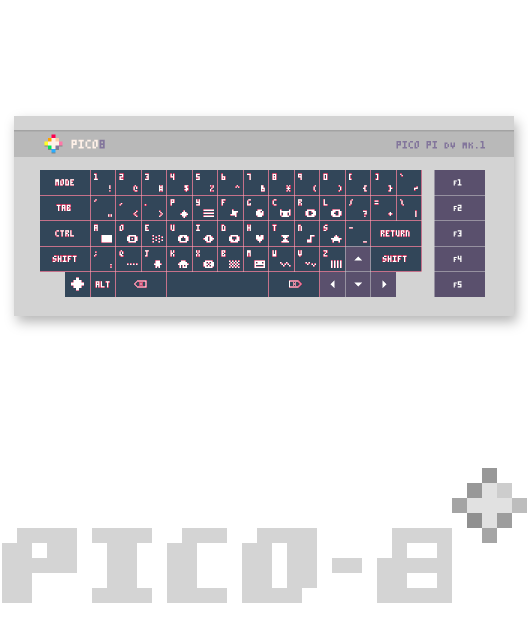 PICO8 PICO PI DV MK.1
MODE 1 ! 2 @ 3 # 4 $ 5 % 6 ^ 7 & 8 * 9 ( 0 ) [ { ] } ` F1
TAB ' " , < . > P Y F G C R L / ? = + \ | F2
CTRL A O E U I D H T N S - _ RETURN F3
SHIFT ; : Q J K X B M W V Z SHIFT F4
ALT F5
PICO-8